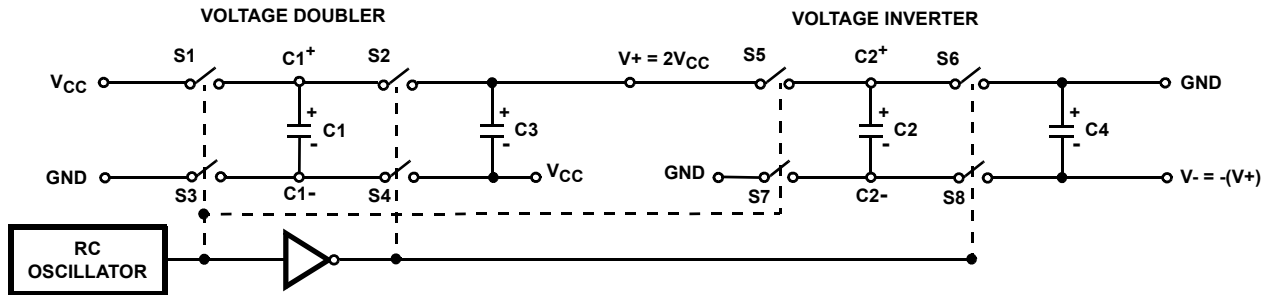 VOLTAGE DOUBLER
VOLTAGE INVERTER
S1
C1+
S2
V+ = 2VCC
S5
C2+
S6
VCC
GND
+
C1
-
+
C3
-
+
C2
-
+
C4
-
GND
S3
C1-
S4
VCC
GND
S7
C2-
S8
V- = -(V+)
RC
OSCILLATOR